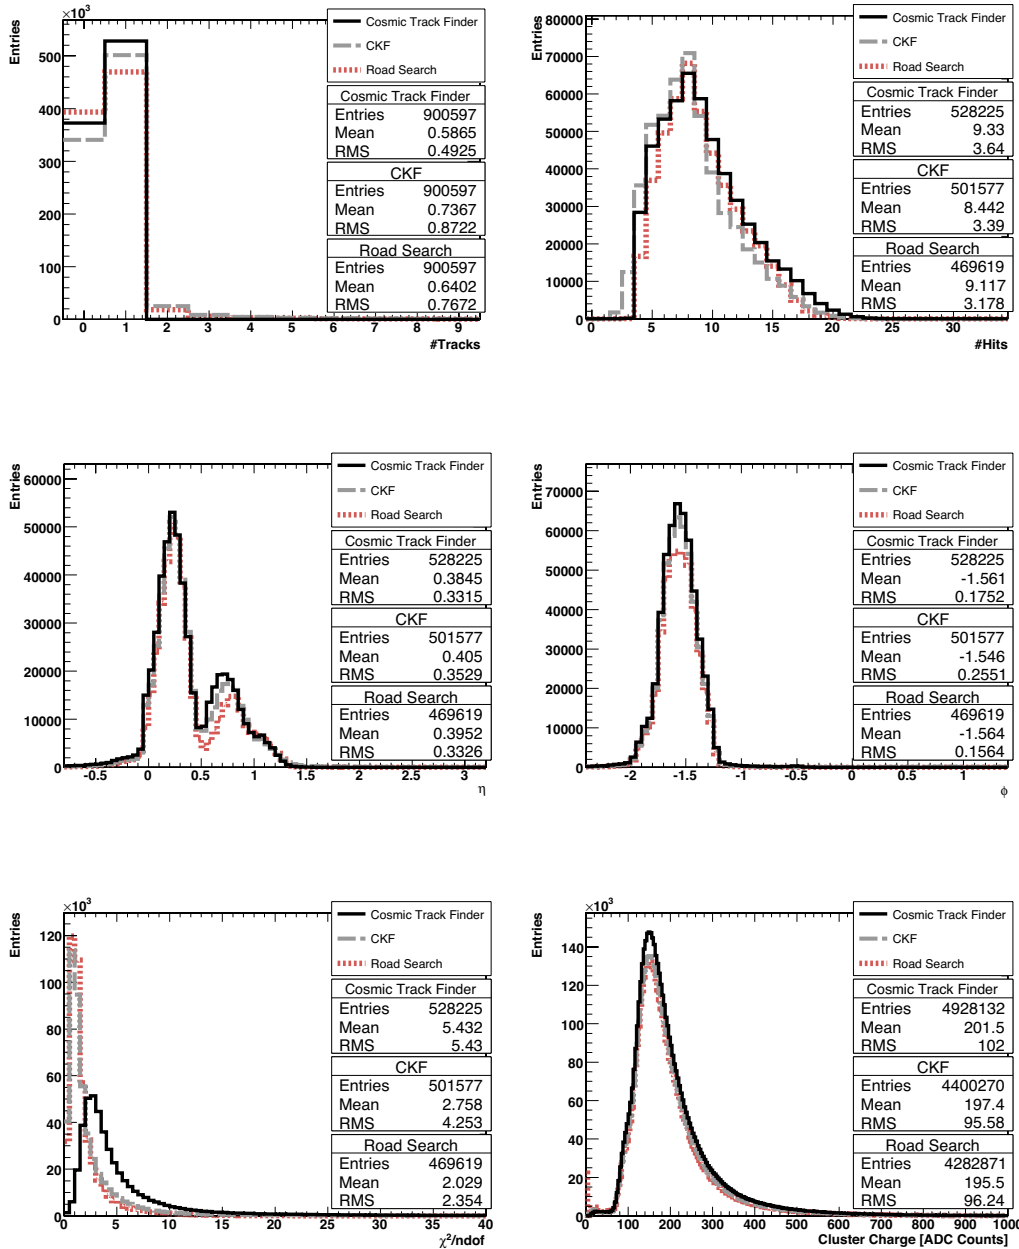 ×10³
Entries
500
400
300
200
100
0
0 1 2 3 4 5 6 7 8 9
#Tracks
Cosmic Track Finder
CKF
Road Search
Cosmic Track Finder
Entries 900597
Mean 0.5865
RMS 0.4925
CKF
Entries 900597
Mean 0.7367
RMS 0.8722
Road Search
Entries 900597
Mean 0.6402
RMS 0.7672
Entries
80000
70000
60000
50000
40000
30000
20000
10000
0
0 5 10 15 20 25 30
#Hits
Cosmic Track Finder
CKF
Road Search
Cosmic Track Finder
Entries 528225
Mean 9.33
RMS 3.64
CKF
Entries 501577
Mean 8.442
RMS 3.39
Road Search
Entries 469619
Mean 9.117
RMS 3.178
Entries
60000
50000
40000
30000
20000
10000
0
-0.5 0 0.5 1 1.5 2 2.5 3
η
Cosmic Track Finder
CKF
Road Search
Cosmic Track Finder
Entries 528225
Mean 0.3845
RMS 0.3315
CKF
Entries 501577
Mean 0.405
RMS 0.3529
Road Search
Entries 469619
Mean 0.3952
RMS 0.3326
Entries
70000
60000
50000
40000
30000
20000
10000
0
-2 -1.5 -1 -0.5 0 0.5 1
ϕ
Cosmic Track Finder
CKF
Road Search
Cosmic Track Finder
Entries 528225
Mean -1.561
RMS 0.1752
CKF
Entries 501577
Mean -1.546
RMS 0.2551
Road Search
Entries 469619
Mean -1.564
RMS 0.1564
×10³
Entries
120
100
80
60
40
20
0
0 5 10 15 20 25 30 35 40
χ²/ndof
Cosmic Track Finder
CKF
Road Search
Cosmic Track Finder
Entries 528225
Mean 5.432
RMS 5.43
CKF
Entries 501577
Mean 2.758
RMS 4.253
Road Search
Entries 469619
Mean 2.029
RMS 2.354
×10³
Entries
140
120
100
80
60
40
20
0
0 100 200 300 400 500 600 700 800 900 1000
Cluster Charge [ADC Counts]
Cosmic Track Finder
CKF
Road Search
Cosmic Track Finder
Entries 4928132
Mean 201.5
RMS 102
CKF
Entries 4400270
Mean 197.4
RMS 95.58
Road Search
Entries 4282871
Mean 195.5
RMS 96.24